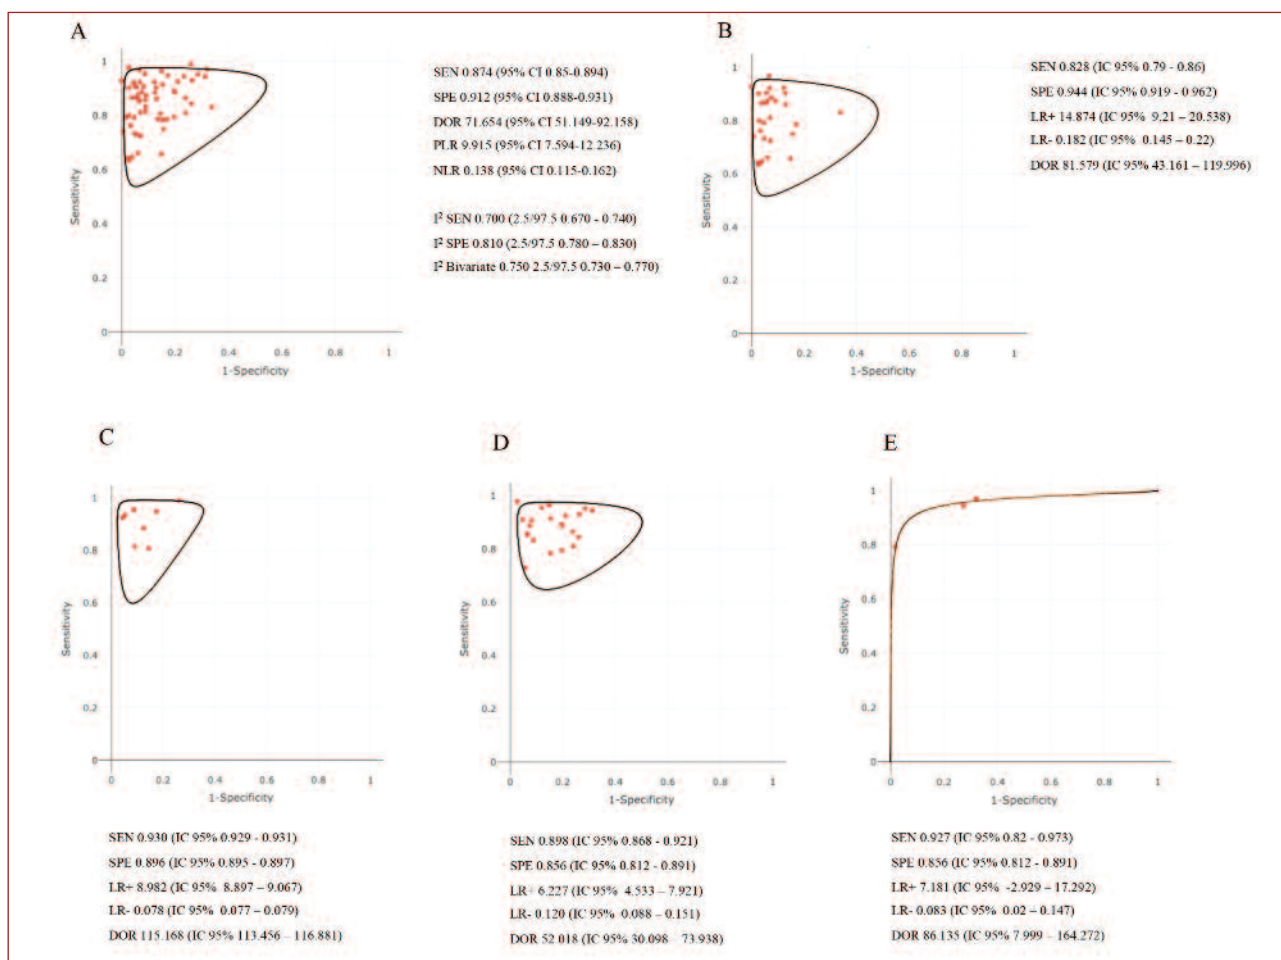 A
B
SEN 0.874 (95% CI 0.85-0.894)
SPE 0.912 (95% CI 0.888-0.931)
DOR 71.654 (95% CI 51.149-92.158)
PLR 9.915 (95% CI 7.594-12.236)
NLR 0.138 (95% CI 0.115-0.162)
I² SEN 0.700 (2.5/97.5 0.670 - 0.740)
I² SPE 0.810 (2.5/97.5 0.780 – 0.830)
I² Bivariate 0.750 2.5/97.5 0.730 – 0.770)
1
0.8
0.6
0.4
0.2
0
Sensitivity
0 0.2 0.4 0.6 0.8 1
1-Specificity
SEN 0.828 (IC 95% 0.79 - 0.86)
SPE 0.944 (IC 95% 0.919 - 0.962)
LR+ 14.874 (IC 95% 9.21 – 20.538)
LR- 0.182 (IC 95% 0.145 – 0.22)
DOR 81.579 (IC 95% 43.161 – 119.996)
1
0.8
0.6
0.4
0.2
0
Sensitivity
0 0.2 0.4 0.6 0.8 1
1-Specificity
C
1
0.8
0.6
0.4
0.2
0
Sensitivity
0 0.2 0.4 0.6 0.8 1
1-Specificity
SEN 0.930 (IC 95% 0.929 - 0.931)
SPE 0.896 (IC 95% 0.895 - 0.897)
LR+ 8.982 (IC 95% 8.897 – 9.067)
LR- 0.078 (IC 95% 0.077 – 0.079)
DOR 115.168 (IC 95% 113.456 – 116.881)
D
1
0.8
0.6
0.4
0.2
0
Sensitivity
0 0.2 0.4 0.6 0.8 1
1-Specificity
SEN 0.898 (IC 95% 0.868 - 0.921)
SPE 0.856 (IC 95% 0.812 - 0.891)
LR+ 6.227 (IC 95% 4.533 – 7.921)
LR- 0.120 (IC 95% 0.088 – 0.151)
DOR 52.018 (IC 95% 30.098 – 73.938)
E
1
0.8
0.6
0.4
0.2
0
Sensitivity
0 0.2 0.4 0.6 0.8 1
1-Specificity
SEN 0.927 (IC 95% 0.82 - 0.973)
SPE 0.856 (IC 95% 0.812 - 0.891)
LR+ 7.181 (IC 95% -2.929 – 17.292)
LR- 0.083 (IC 95% 0.02 – 0.147)
DOR 86.135 (IC 95% 7.999 – 164.272)